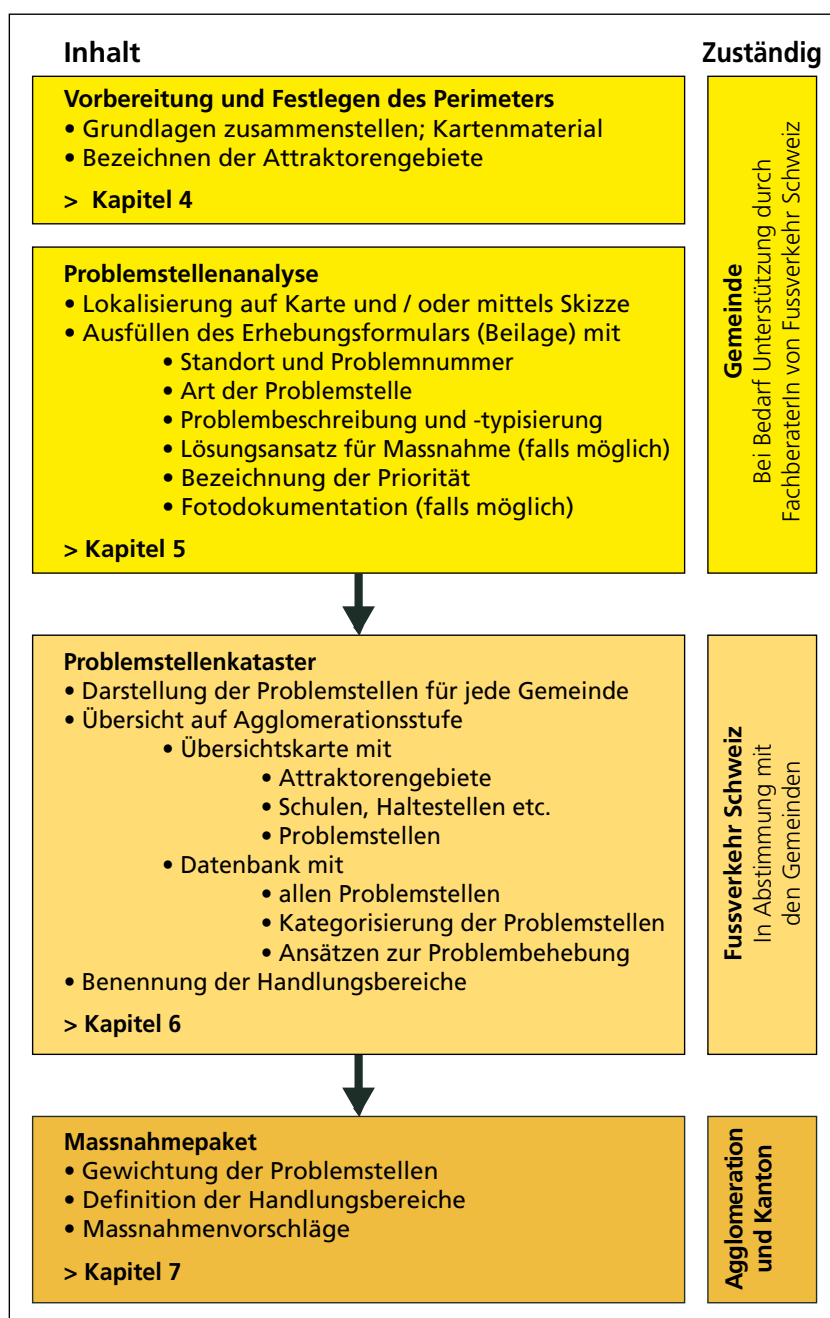 Inhalt
Zuständig
Vorbereitung und Festlegen des Perimeters
• Grundlagen zusammenstellen; Kartenmaterial
• Bezeichnen der Attraktorengebiete
> Kapitel 4
Problemstellenanalyse
• Lokalisierung auf Karte und / oder mittels Skizze
• Ausfüllen des Erhebungsformulars (Beilage) mit
• Standort und Problemnummer
• Art der Problemstelle
• Problembeschreibung und -typisierung
• Lösungsansatz für Massnahme (falls möglich)
• Bezeichnung der Priorität
• Fotodokumentation (falls möglich)
> Kapitel 5
Gemeinde
Bei Bedarf Unterstützung durch
FachberaterIn von Fussverkehr Schweiz
Problemstellenkataster
• Darstellung der Problemstellen für jede Gemeinde
• Übersicht auf Agglomerationsstufe
• Übersichtskarte mit
• Attraktorengebiete
• Schulen, Haltestellen etc.
• Problemstellen
• Datenbank mit
• allen Problemstellen
• Kategorisierung der Problemstellen
• Ansätzen zur Problembehebung
• Benennung der Handlungsbereiche
> Kapitel 6
Fussverkehr Schweiz
In Abstimmung mit
den Gemeinden
Massnahmepaket
• Gewichtung der Problemstellen
• Definition der Handlungsbereiche
• Massnahmenvorschläge
> Kapitel 7
Agglomeration
und Kanton